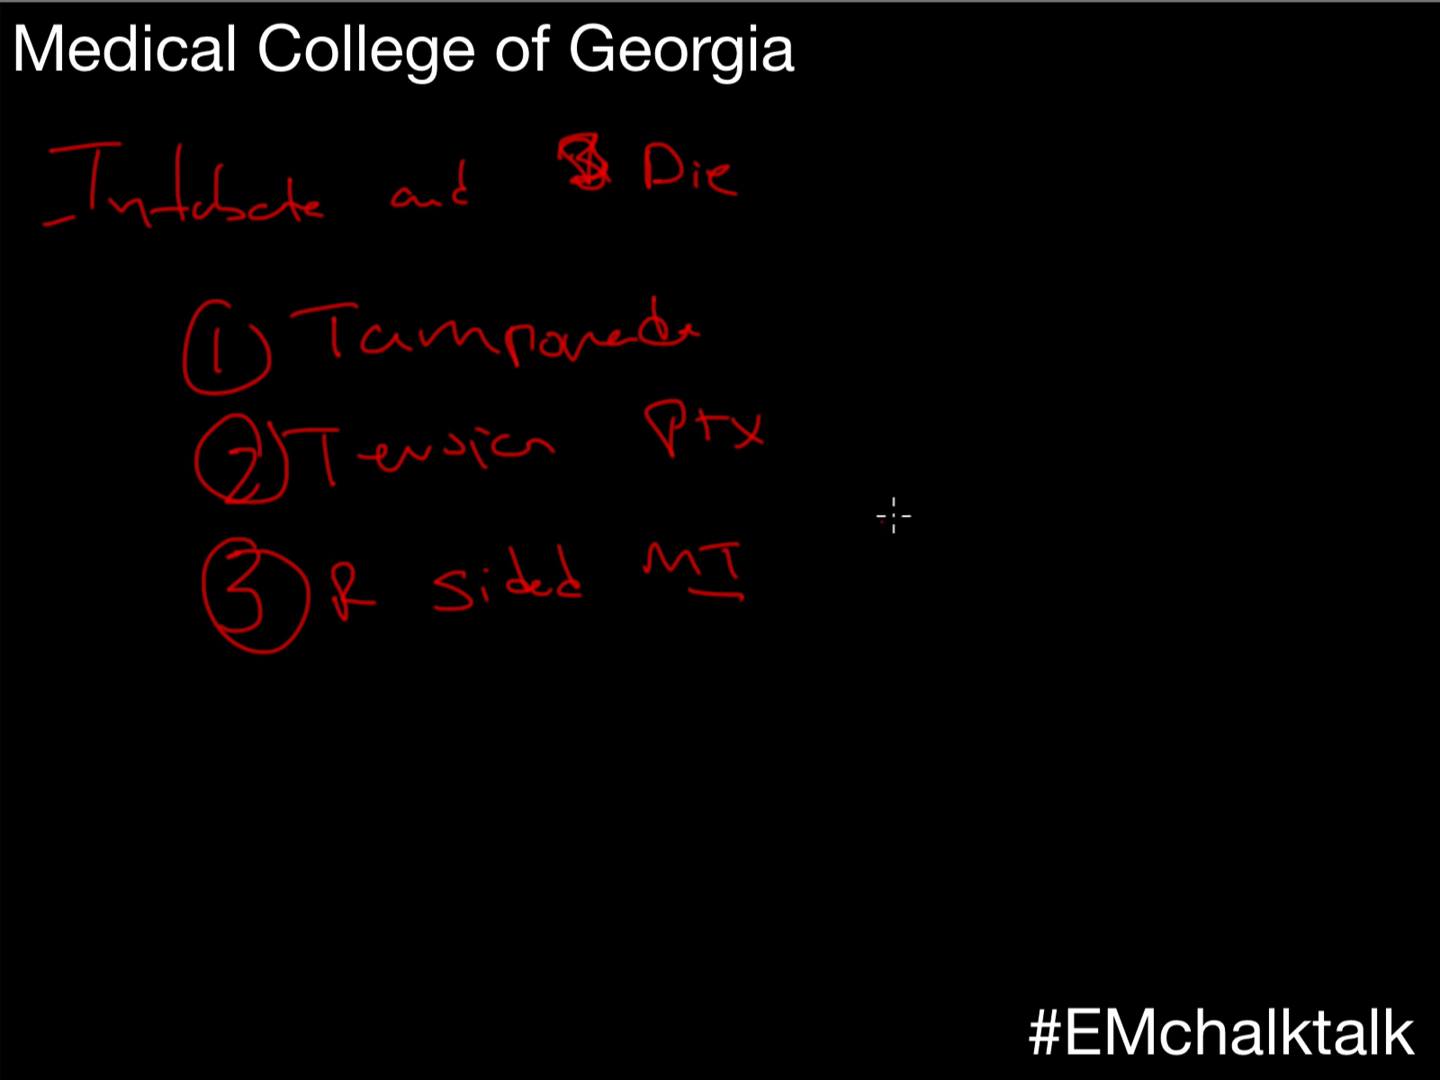 Medical College of Georgia
Intubate and Die
① Tamponade
② Tension Ptx
③ R sided MI
#EMchalktalk